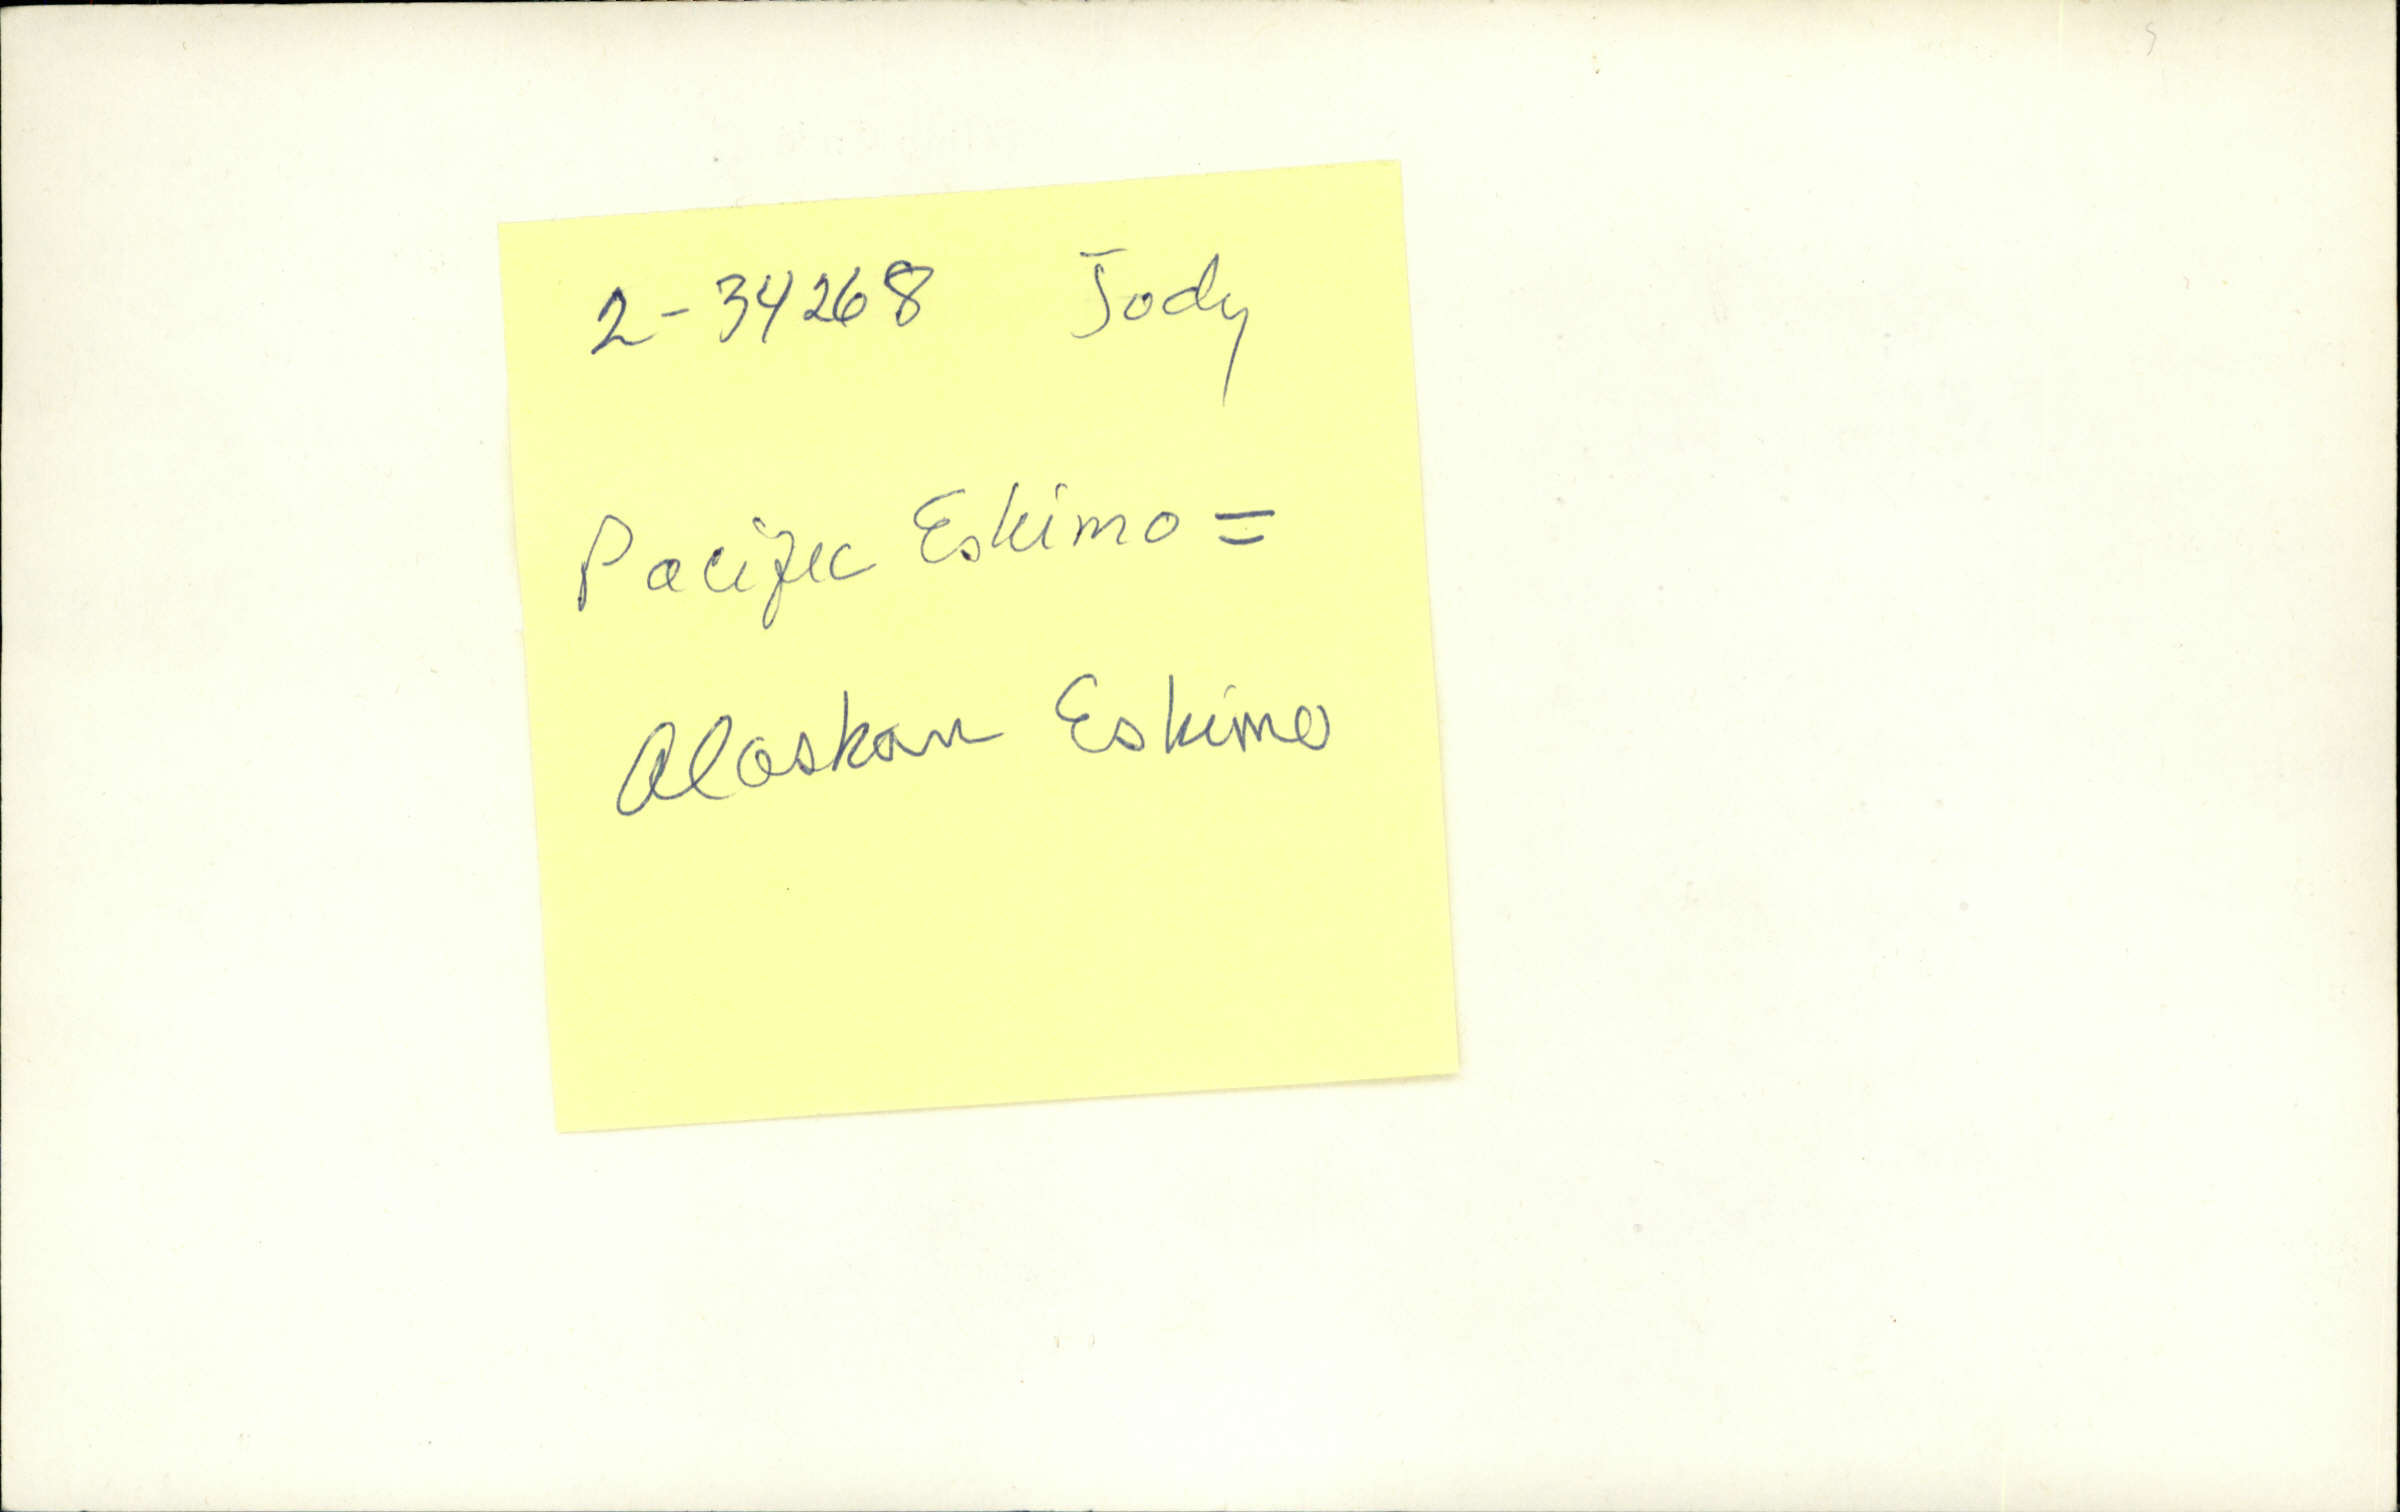 2-34268 Jody
Pacific Eskimo =
Alaskan Eskimo